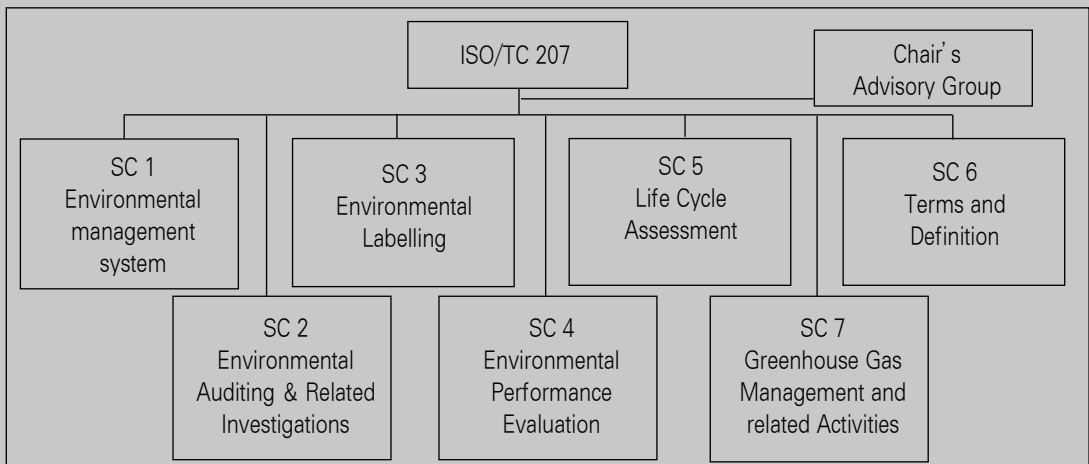 ISO/TC 207
Chair's
Advisory Group
SC 1
Environmental
management
system
SC 3
Environmental
Labelling
SC 5
Life Cycle
Assessment
SC 6
Terms and
Definition
SC 2
Environmental
Auditing & Related
Investigations
SC 4
Environmental
Performance
Evaluation
SC 7
Greenhouse Gas
Management and
related Activities